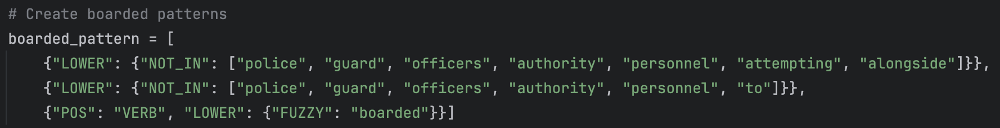 # Create boarded patterns
boarded_pattern = [
    {"LOWER": {"NOT_IN": ["police", "guard", "officers", "authority", "personnel", "attempting", "alongside"]}},
    {"LOWER": {"NOT_IN": ["police", "guard", "officers", "authority", "personnel", "to"]}},
    {"POS": "VERB", "LOWER": {"FUZZY": "boarded"}}]